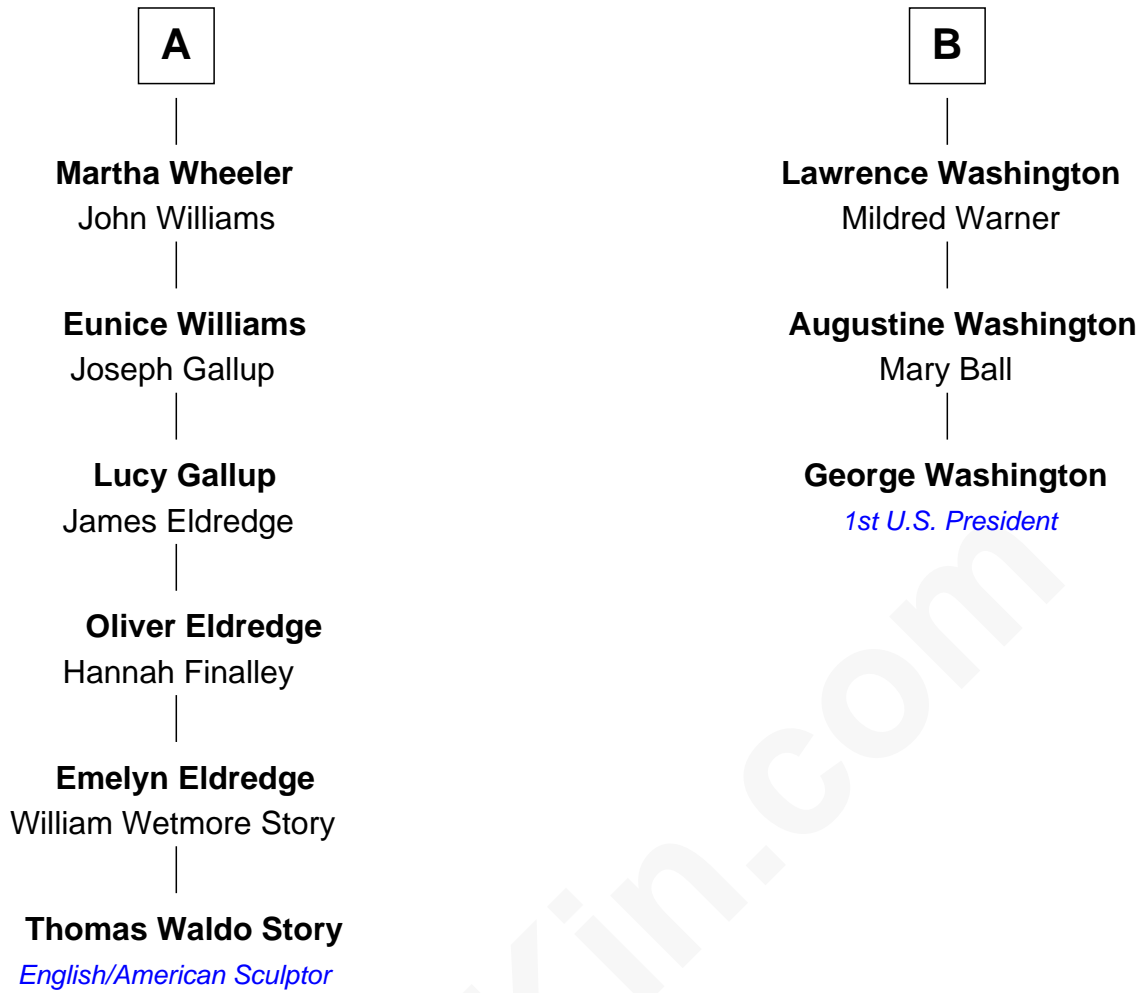 A
Martha Wheeler
John Williams
Eunice Williams
Joseph Gallup
Lucy Gallup
James Eldredge
Oliver Eldredge
Hannah Finalley
Emelyn Eldredge
William Wetmore Story
Thomas Waldo Story
English/American Sculptor
B
Lawrence Washington
Mildred Warner
Augustine Washington
Mary Ball
George Washington
1st U.S. President